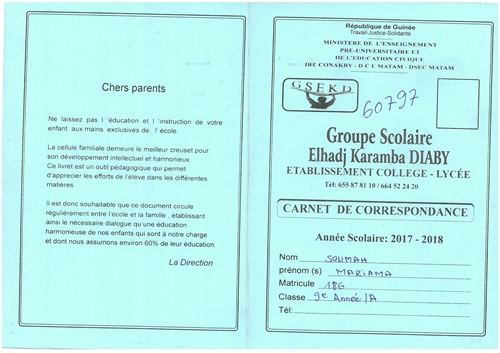 Chers parents
Ne laissez pas l 'éducation et l 'instruction de votre
enfant aux mains exclusives de l' école.
La cellule familiale demeure le meilleur creuset pour
son développement intellectuel et harmonieux.
Ce livret est un outil pédagogique qui permet
d'apprecier les efforts de l'élève dans les différentes
matières
Il est donc souhaitable que ce document circule
régulièrement entre l'école et la famille , établissant
ainsi le nécessaire dialogue qu'une éducation
harmonieuse de nos enfants qui sont à notre charge
et dont nous assumons environ 60% de leur éducation.
La Direction
République de Guinée
Travail-Justice-Solidarité
MINISTERE DE L'ENSEIGNEMENT
PRE-UNIVERSITAIRE ET
DE L'EDUCATION CIVIQUE
IRE CONAKRY - D C E MATAM - DSEC MATAM
GSEKD
60797
Groupe Scolaire
Elhadj Karamba DIABY
ETABLISSEMENT COLLEGE - LYCÉE
Tél: 655 87 81 10 / 664 52 24 20
CARNET DE CORRESPONDANCE
Année Scolaire: 2017 - 2018
Nom SOUMAH
prénom (s) MARIAMA
Matricule 186
Classe 9e Année/A
Tél: